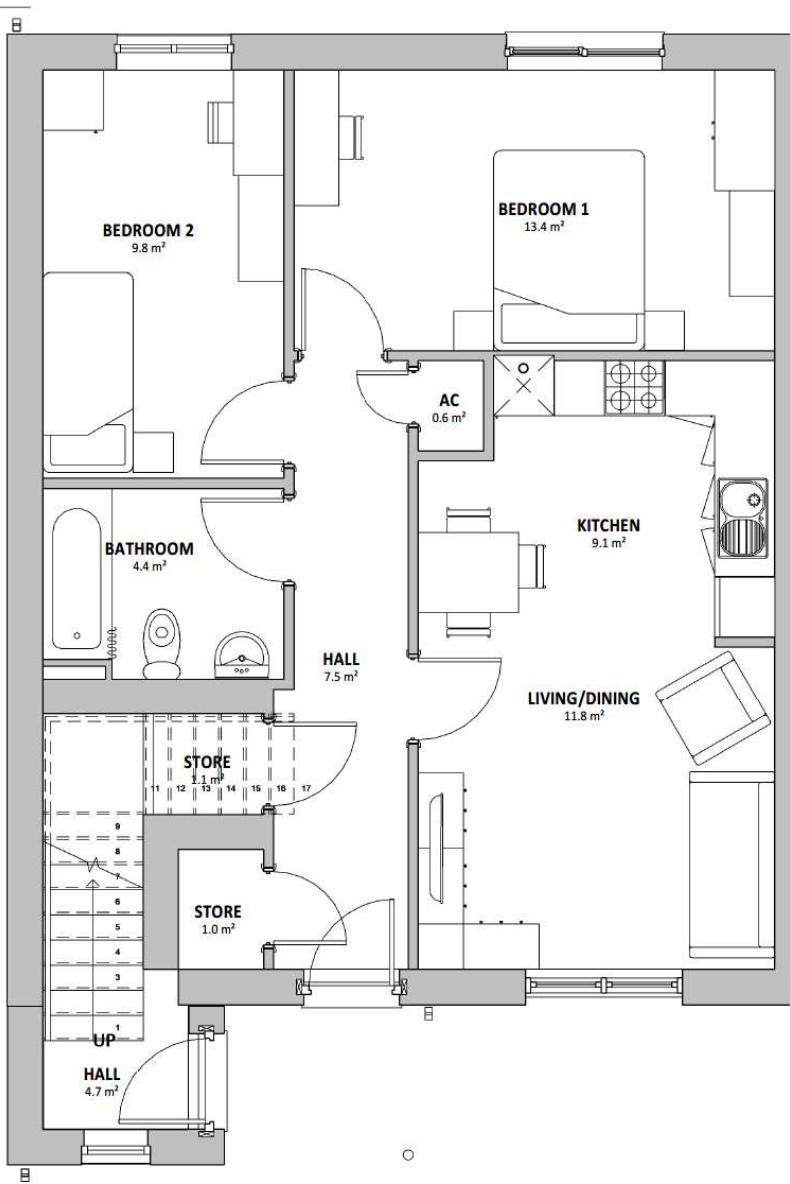 BEDROOM 1
13.4 m²
BEDROOM 2
9.8 m²
AC
0.6 m²
KITCHEN
9.1 m²
BATHROOM
4.4 m²
HALL
7.5 m²
LIVING/DINING
11.8 m²
STORE
1.1 m²
11 12 13 14 15 16 17
9
8
7
6
5
4
3
1
STORE
1.0 m²
UP
HALL
4.7 m²